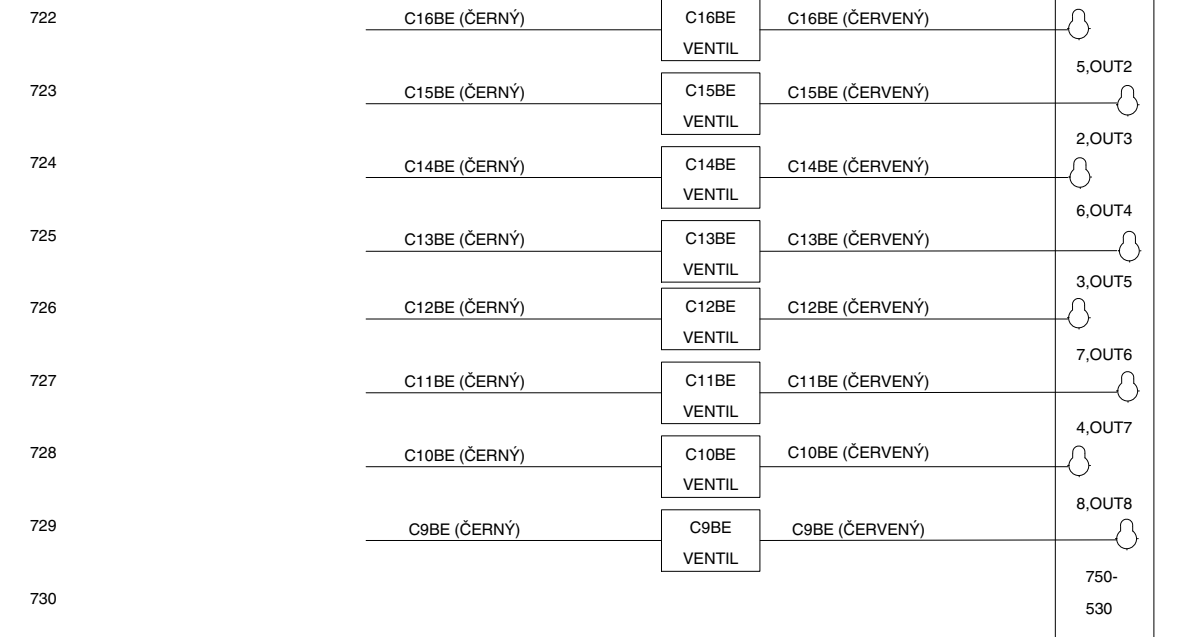 722
C16BE (ČERNÝ)
C16BE
VENTIL
C16BE (ČERVENÝ)
5,OUT2
723
C15BE (ČERNÝ)
C15BE
VENTIL
C15BE (ČERVENÝ)
2,OUT3
724
C14BE (ČERNÝ)
C14BE
VENTIL
C14BE (ČERVENÝ)
6,OUT4
725
C13BE (ČERNÝ)
C13BE
VENTIL
C13BE (ČERVENÝ)
3,OUT5
726
C12BE (ČERNÝ)
C12BE
VENTIL
C12BE (ČERVENÝ)
7,OUT6
727
C11BE (ČERNÝ)
C11BE
VENTIL
C11BE (ČERVENÝ)
4,OUT7
728
C10BE (ČERNÝ)
C10BE
VENTIL
C10BE (ČERVENÝ)
8,OUT8
729
C9BE (ČERNÝ)
C9BE
VENTIL
C9BE (ČERVENÝ)
750-
530
730